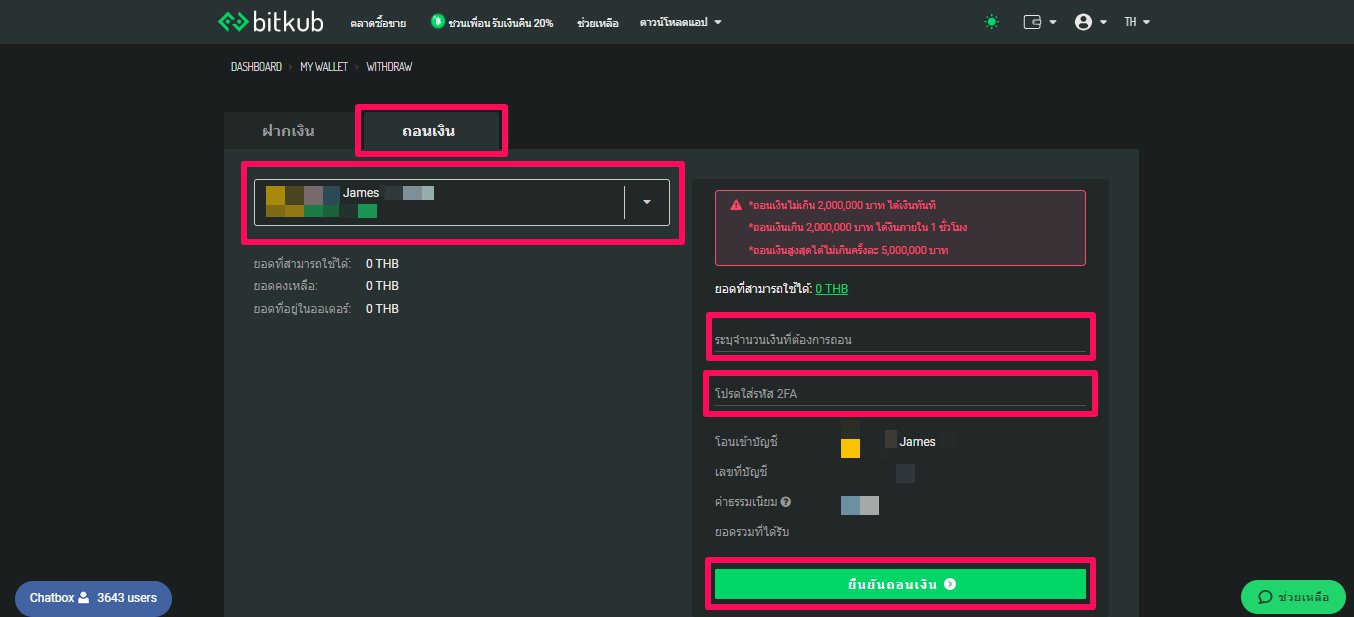 bitkub ตลาดซื้อขาย ชวนเพื่อน รับเงินคืน 20% ช่วยเหลือ ดาวน์โหลดแอป TH
DASHBOARD MY WALLET WITHDRAW
ฝากเงิน ถอนเงิน
James
ยอดที่สามารถใช้ได้: 0 THB
ยอดคงเหลือ: 0 THB
ยอดที่อยู่ในออเดอร์: 0 THB
*ถอนเงินไม่เกิน 2,000,000 บาท ได้เงินทันที
*ถอนเงินเกิน 2,000,000 บาท ได้เงินภายใน 1 ชั่วโมง
*ถอนเงินสูงสุดได้ไม่เกินครั้งละ 5,000,000 บาท
ยอดที่สามารถใช้ได้: 0 THB
ระบุจำนวนเงินที่ต้องการถอน
โปรดใส่รหัส 2FA
โอนเข้าบัญชี James
เลขที่บัญชี
ค่าธรรมเนียม
ยอดรวมที่ได้รับ
ยืนยันถอนเงิน
Chatbox 3643 users
ช่วยเหลือ